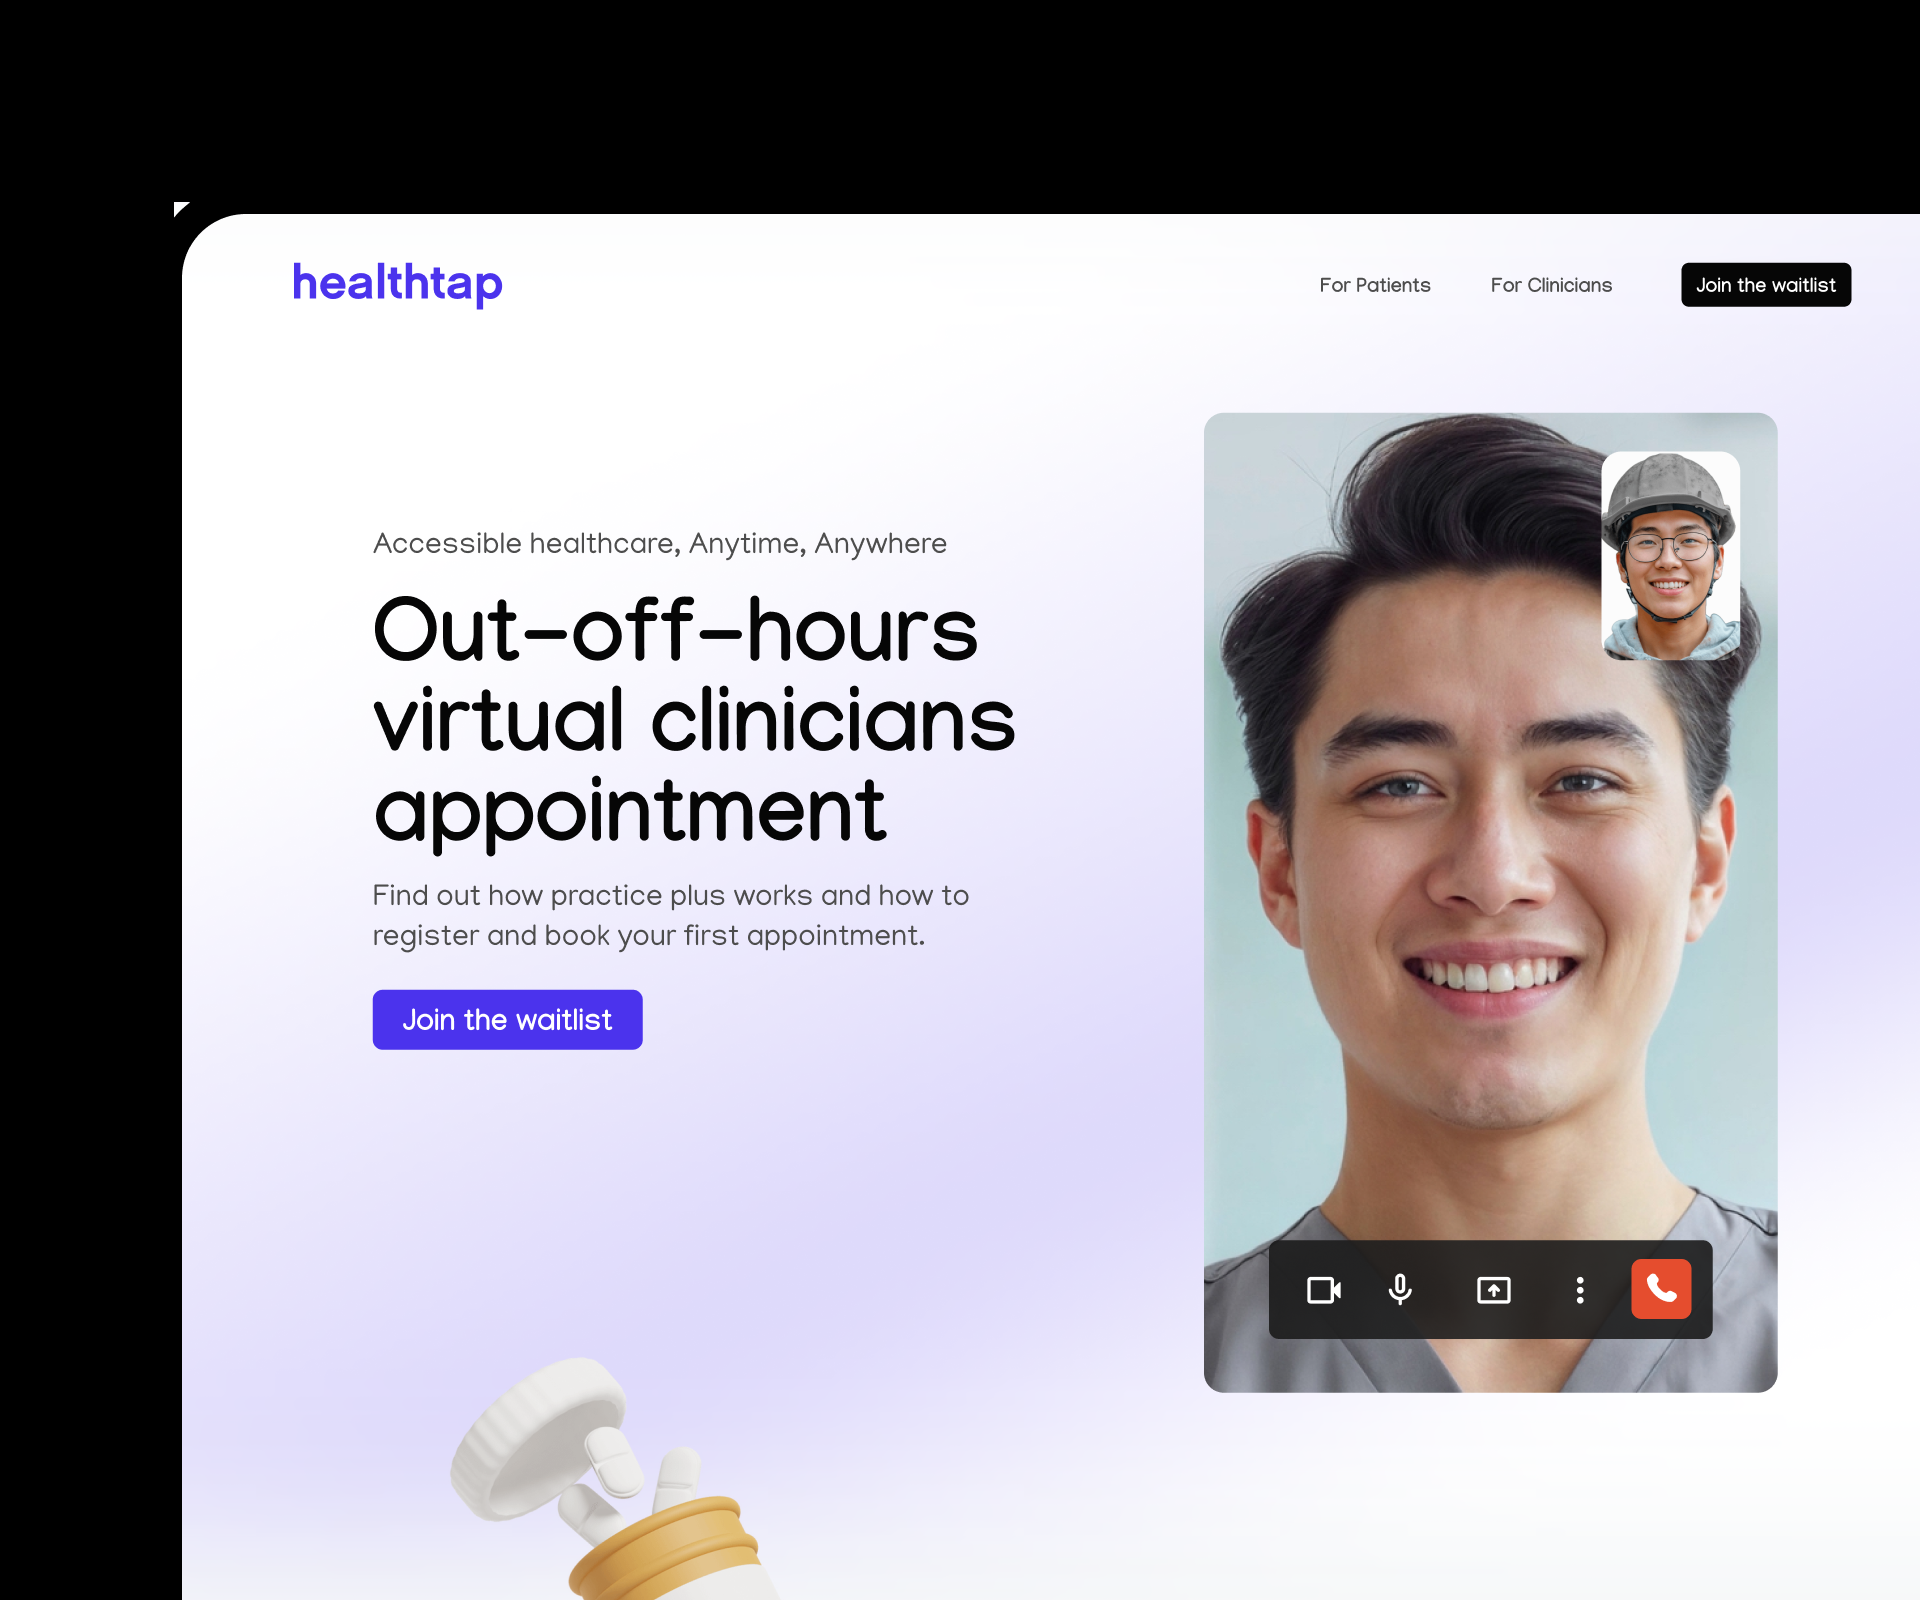 healthtap
For Patients
For Clinicians
Join the waitlist
Accessible healthcare, Anytime, Anywhere
Out-off-hours
virtual clinicians
appointment
Find out how practice plus works and how to
register and book your first appointment.
Join the waitlist